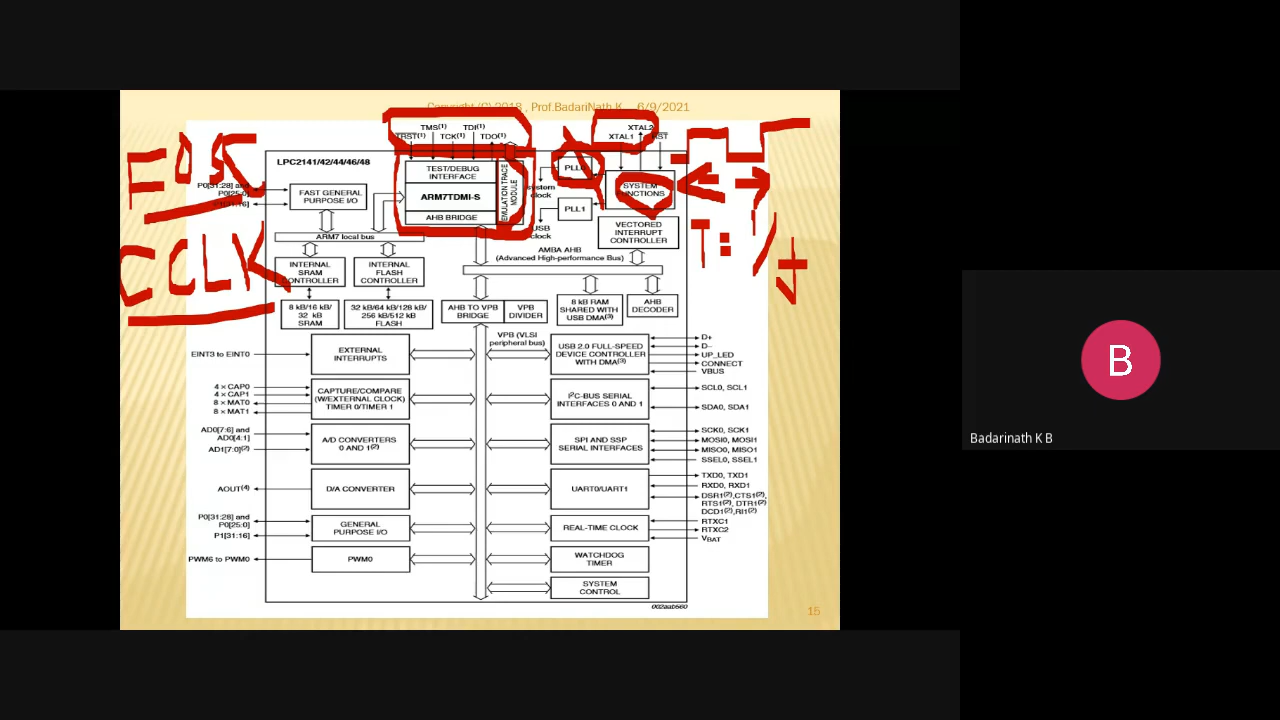 Copyright (C) 2018 , Prof.BadariNath K 6/9/2021
TMS(1)
TDI(1)
XTAL2
TRST(1)
TCK(1)
TDO(1)
XTAL1
RST
FOSC
CCLK
T = 1/f
LPC2141/42/44/46/48
TEST/DEBUG
INTERFACE
ARM7TDMI-S
AHB BRIDGE
EMULATION TRACE
MODULE
PLL0
system
clock
SYSTEM
FUNCTIONS
PLL1
USB
clock
VECTORED
INTERRUPT
CONTROLLER
P0[31:28] and
P0[25:0]
P1[31:16]
FAST GENERAL
PURPOSE I/O
ARM7 local bus
AMBA AHB
(Advanced High-performance Bus)
INTERNAL
SRAM
CONTROLLER
INTERNAL
FLASH
CONTROLLER
8 kB/16 kB/
32 kB
SRAM
32 kB/64 kB/128 kB/
256 kB/512 kB
FLASH
AHB TO VPB
BRIDGE
VPB
DIVIDER
8 kB RAM
SHARED WITH
USB DMA(3)
AHB
DECODER
VPB (VLSI
peripheral bus)
EINT3 to EINT0
EXTERNAL
INTERRUPTS
USB 2.0 FULL-SPEED
DEVICE CONTROLLER
WITH DMA(3)
D+
D−
UP_LED
CONNECT
VBUS
4 × CAP0
4 × CAP1
8 × MAT0
8 × MAT1
CAPTURE/COMPARE
(W/EXTERNAL CLOCK)
TIMER 0/TIMER 1
I²C-BUS SERIAL
INTERFACES 0 AND 1
SCL0, SCL1
SDA0, SDA1
AD0[7:6] and
AD0[4:1]
AD1[7:0](2)
A/D CONVERTERS
0 AND 1(2)
SPI AND SSP
SERIAL INTERFACES
SCK0, SCK1
MOSI0, MOSI1
MISO0, MISO1
SSEL0, SSEL1
AOUT(4)
D/A CONVERTER
UART0/UART1
TXD0, TXD1
RXD0, RXD1
DSR1(2),CTS1(2),
RTS1(2), DTR1(2)
DCD1(2),RI1(2)
P0[31:28] and
P0[25:0]
P1[31:16]
GENERAL
PURPOSE I/O
REAL-TIME CLOCK
RTXC1
RTXC2
VBAT
PWM6 to PWM0
PWM0
WATCHDOG
TIMER
SYSTEM
CONTROL
002aab560
15
B
Badarinath K B